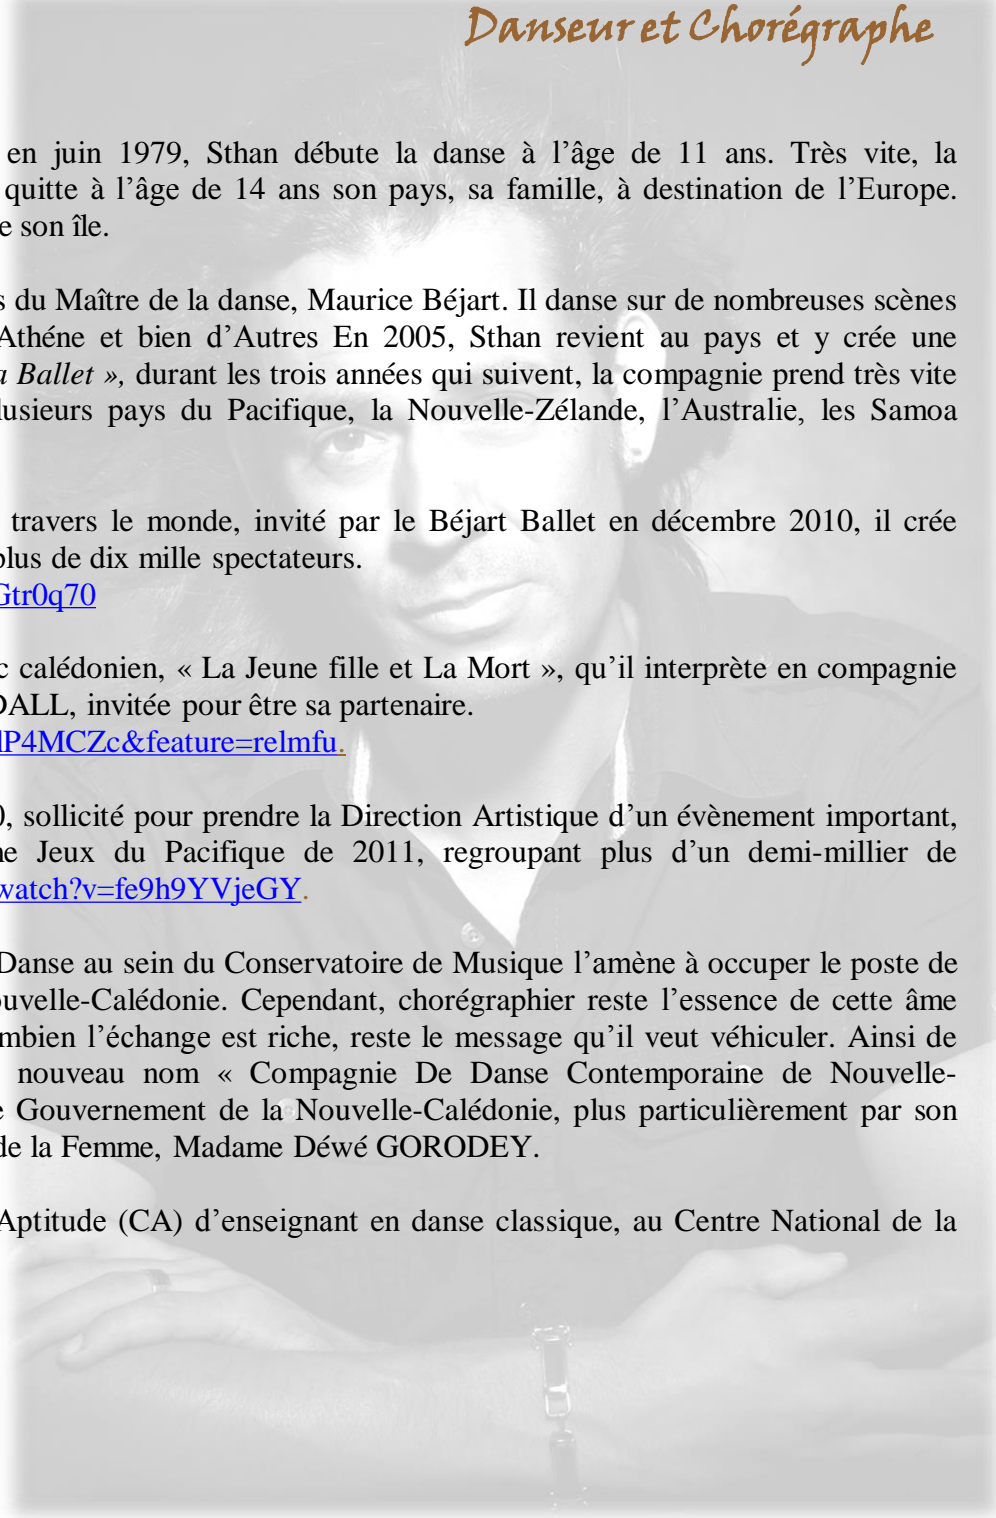 Danseur et Chorégraphe
en juin 1979, Sthan débute la danse à l’âge de 11 ans. Très vite, la
quitte à l’âge de 14 ans son pays, sa famille, à destination de l’Europe.
e son île.
s du Maître de la danse, Maurice Béjart. Il danse sur de nombreuses scènes
Athéne et bien d’Autres En 2005, Sthan revient au pays et y crée une
a Ballet », durant les trois années qui suivent, la compagnie prend très vite
lusieurs pays du Pacifique, la Nouvelle-Zélande, l’Australie, les Samoa
travers le monde, invité par le Béjart Ballet en décembre 2010, il crée
plus de dix mille spectateurs.
Gtr0q70
c calédonien, « La Jeune fille et La Mort », qu’il interprète en compagnie
DALL, invitée pour être sa partenaire.
lP4MCZc&feature=relmfu.
0, sollicité pour prendre la Direction Artistique d’un évènement important,
ne Jeux du Pacifique de 2011, regroupant plus d’un demi-millier de
watch?v=fe9h9YVjeGY.
Danse au sein du Conservatoire de Musique l’amène à occuper le poste de
ouvelle-Calédonie. Cependant, chorégraphier reste l’essence de cette âme
mbien l’échange est riche, reste le message qu’il veut véhiculer. Ainsi de
nouveau nom « Compagnie De Danse Contemporaine de Nouvelle-
e Gouvernement de la Nouvelle-Calédonie, plus particulièrement par son
de la Femme, Madame Déwé GORODEY.
Aptitude (CA) d’enseignant en danse classique, au Centre National de la